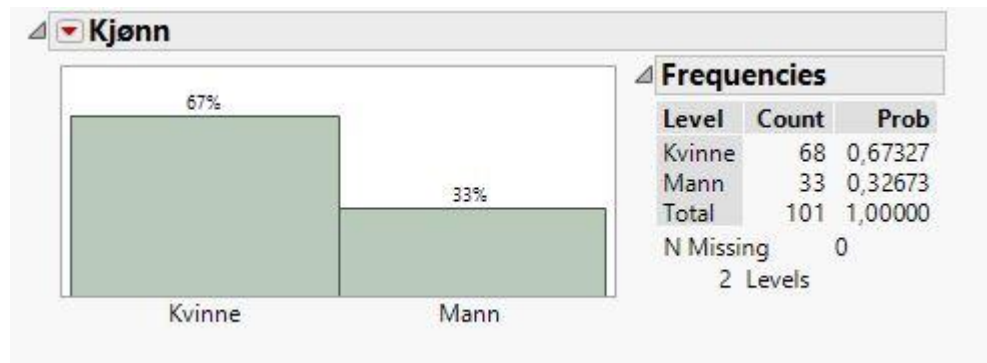 Kjønn
67%
33%
Kvinne Mann
Frequencies
Level Count Prob
Kvinne 68 0,67327
Mann 33 0,32673
Total 101 1,00000
N Missing 0
2 Levels